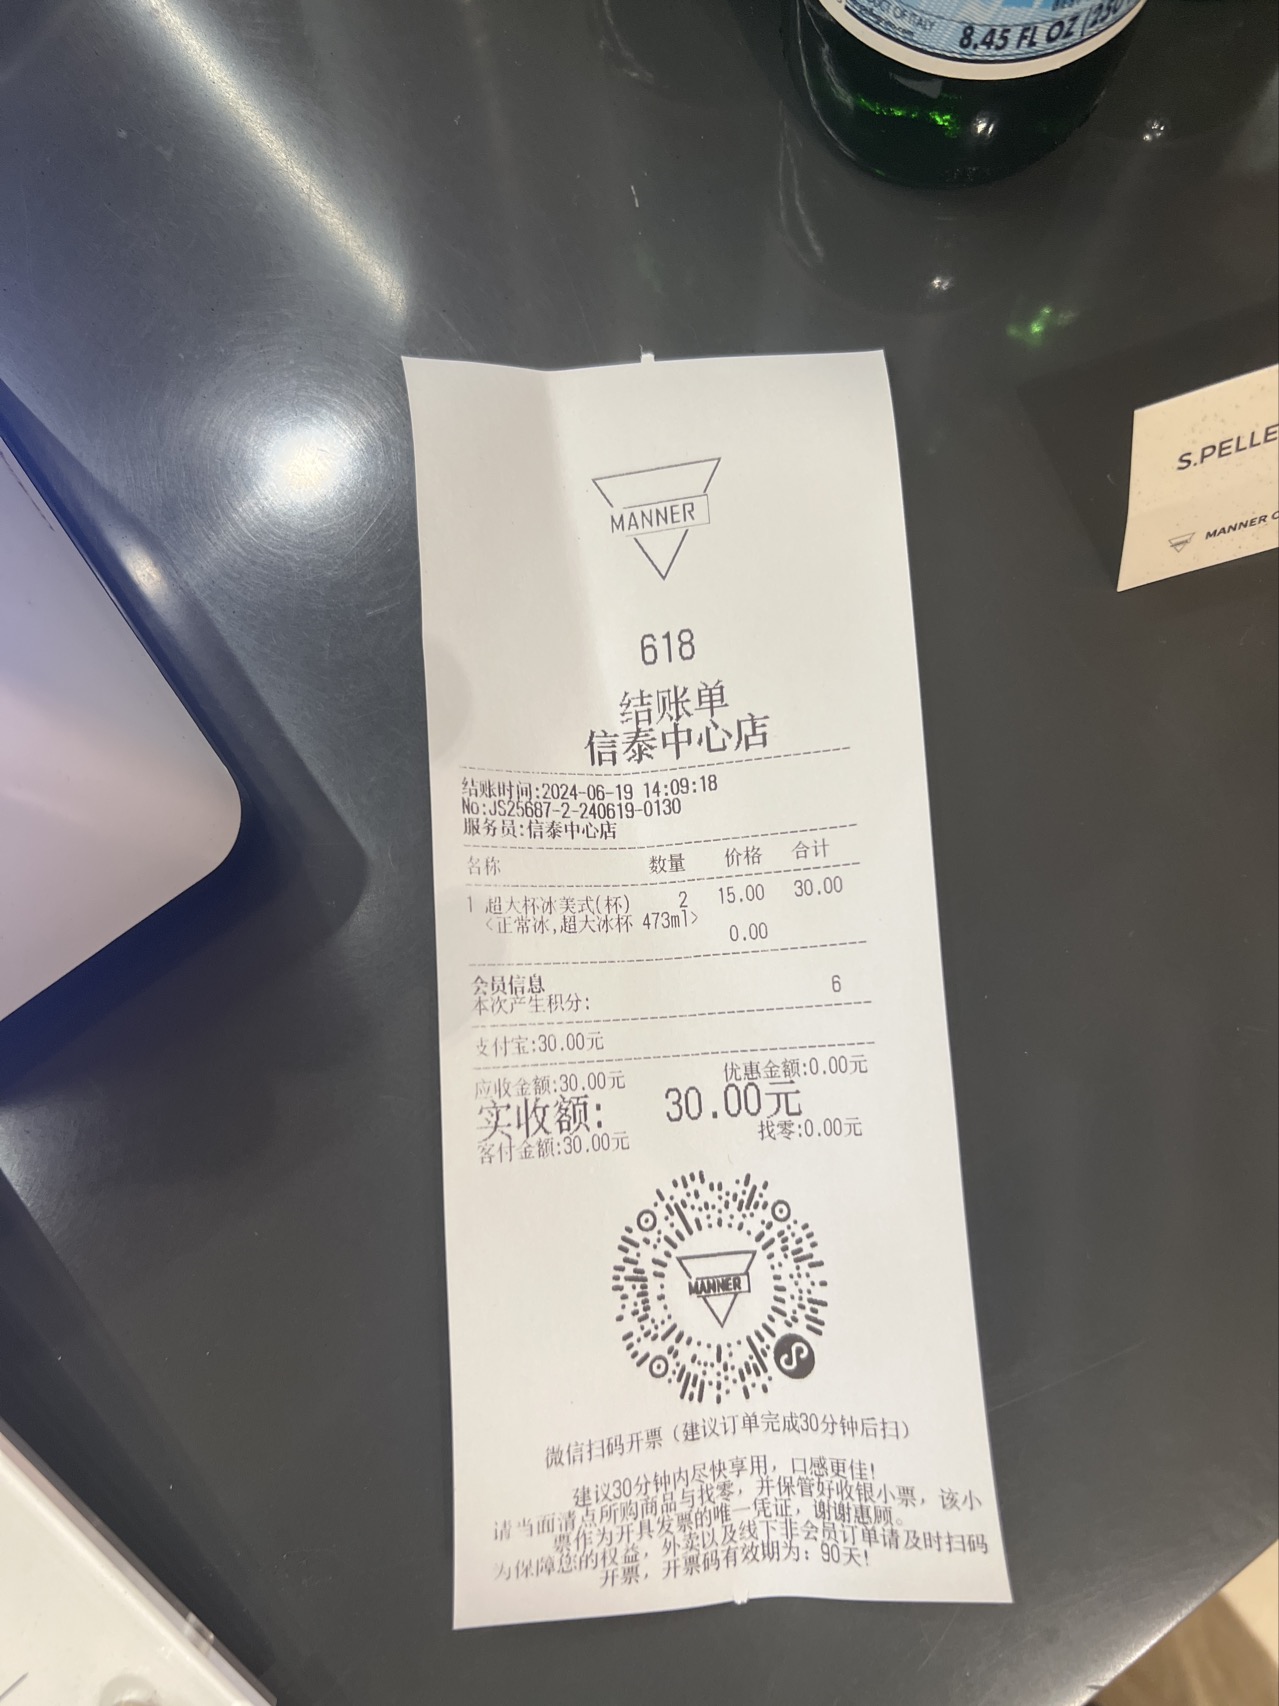 PRODUCT OF ITALY
8.45 FL OZ (250
S.PELLE
MANNER C
MANNER
618
结账单
信泰中心店
结账时间:2024-06-19 14:09:18
No:JS25687-2-240619-0130
服务员:信泰中心店
名称 数量 价格 合计
1 超大杯冰美式(杯) 2 15.00 30.00
<正常冰,超大冰杯 473ml> 0.00
会员信息
本次产生积分: 6
支付宝:30.00元
应收金额:30.00元 优惠金额:0.00元
实收额: 30.00元
客付金额:30.00元 找零:0.00元
MANNER
微信扫码开票（建议订单完成30分钟后扫）
建议30分钟内尽快享用，口感更佳！
请当面清点所购商品与找零，并保管好收银小票，该小
票作为开具发票的唯一凭证，谢谢惠顾。
为保障您的权益，外卖以及线下非会员订单请及时扫码
开票，开票码有效期为：90天！